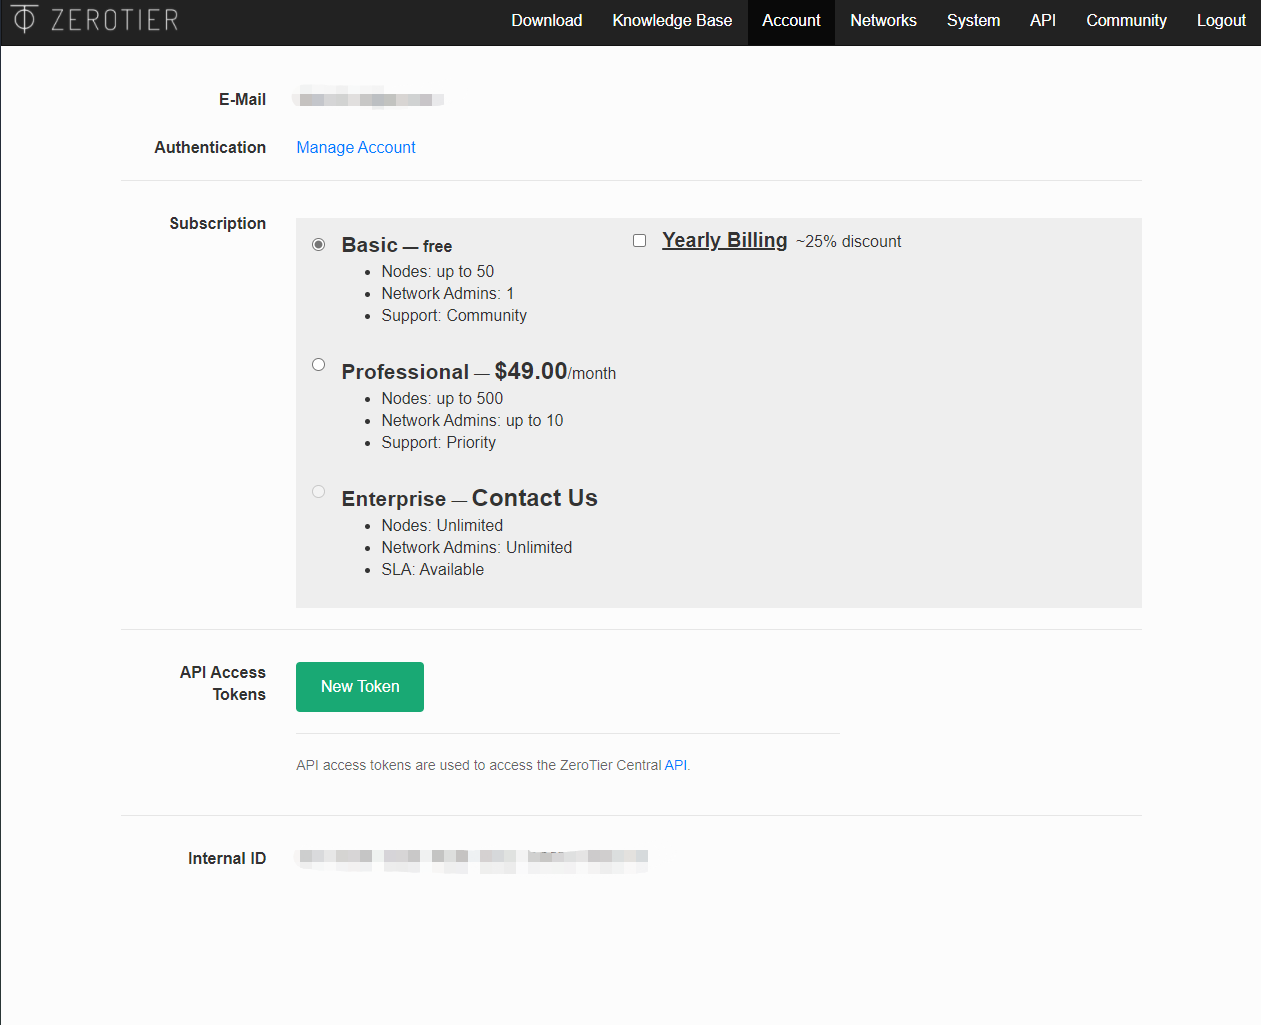 ZEROTIER
Download Knowledge Base Account Networks System API Community Logout
E-Mail
Authentication Manage Account
Subscription
Basic — free
Yearly Billing ~25% discount
Nodes: up to 50
Network Admins: 1
Support: Community
Professional — $49.00/month
Nodes: up to 500
Network Admins: up to 10
Support: Priority
Enterprise — Contact Us
Nodes: Unlimited
Network Admins: Unlimited
SLA: Available
API Access
Tokens
New Token
API access tokens are used to access the ZeroTier Central API.
Internal ID